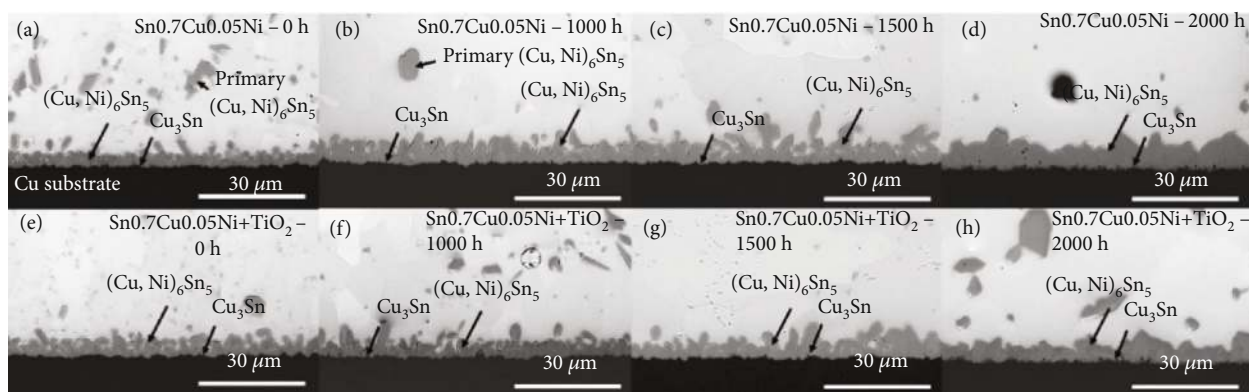 (a)
Sn0.7Cu0.05Ni – 0 h
Primary
(Cu, Ni)₆Sn₅
(Cu, Ni)₆Sn₅
Cu₃Sn
Cu substrate
30 μm
(b)
Sn0.7Cu0.05Ni – 1000 h
Primary (Cu, Ni)₆Sn₅
(Cu, Ni)₆Sn₅
Cu₃Sn
30 μm
(c)
Sn0.7Cu0.05Ni – 1500 h
(Cu, Ni)₆Sn₅
Cu₃Sn
30 μm
(d)
Sn0.7Cu0.05Ni – 2000 h
(Cu, Ni)₆Sn₅
Cu₃Sn
30 μm
(e)
Sn0.7Cu0.05Ni+TiO₂ –
0 h
(Cu, Ni)₆Sn₅
Cu₃Sn
30 μm
(f)
Sn0.7Cu0.05Ni+TiO₂ –
1000 h
(Cu, Ni)₆Sn₅
Cu₃Sn
30 μm
(g)
Sn0.7Cu0.05Ni+TiO₂ –
1500 h
(Cu, Ni)₆Sn₅
Cu₃Sn
30 μm
(h)
Sn0.7Cu0.05Ni+TiO₂ –
2000 h
(Cu, Ni)₆Sn₅
Cu₃Sn
30 μm